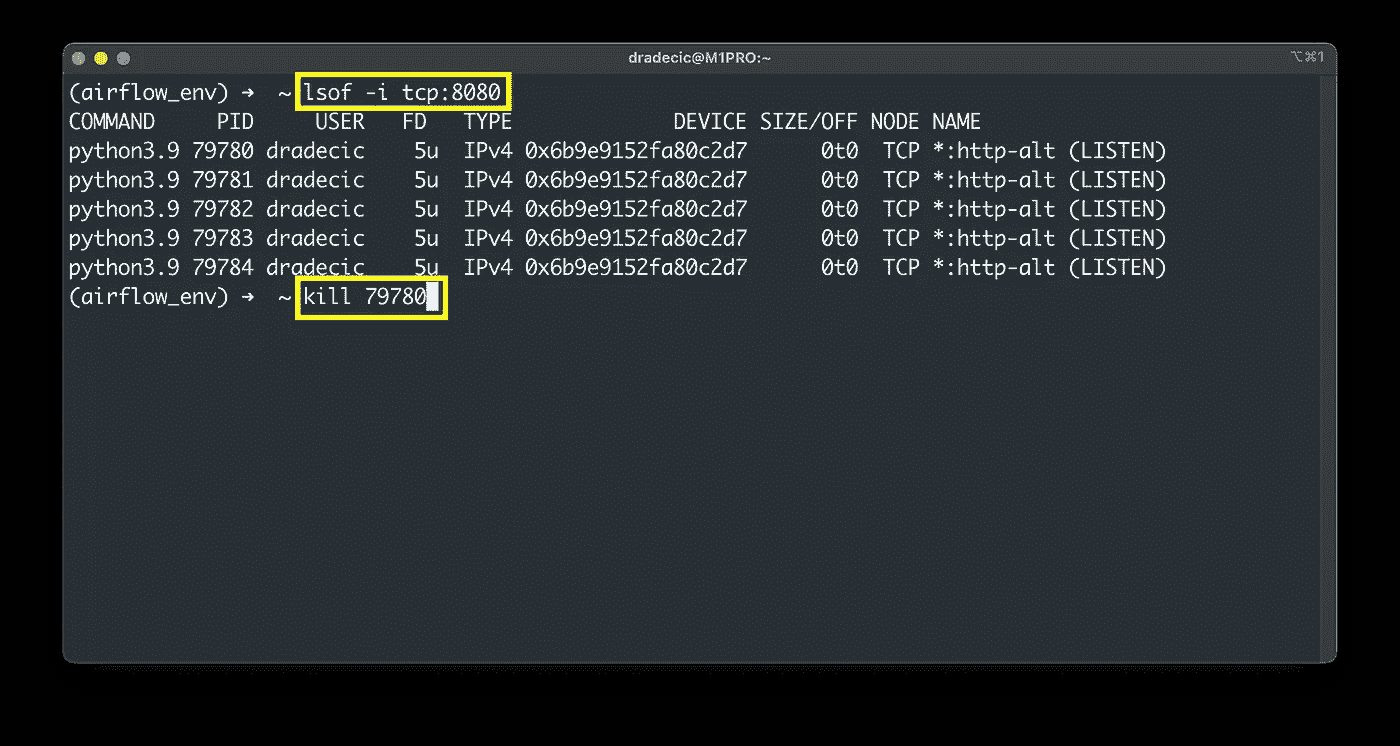 dradecic@M1PRO:~ ⌥⌘1
(airflow_env) → ~ lsof -i tcp:8080
COMMAND PID USER FD TYPE DEVICE SIZE/OFF NODE NAME
python3.9 79780 dradecic 5u IPv4 0x6b9e9152fa80c2d7 0t0 TCP *:http-alt (LISTEN)
python3.9 79781 dradecic 5u IPv4 0x6b9e9152fa80c2d7 0t0 TCP *:http-alt (LISTEN)
python3.9 79782 dradecic 5u IPv4 0x6b9e9152fa80c2d7 0t0 TCP *:http-alt (LISTEN)
python3.9 79783 dradecic 5u IPv4 0x6b9e9152fa80c2d7 0t0 TCP *:http-alt (LISTEN)
python3.9 79784 dradecic 5u IPv4 0x6b9e9152fa80c2d7 0t0 TCP *:http-alt (LISTEN)
(airflow_env) → ~ kill 79780